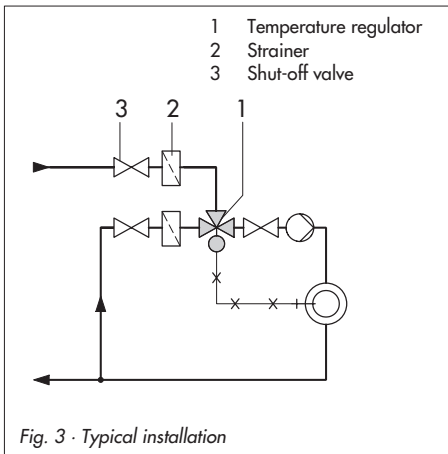 1 Temperature regulator
2 Strainer
3 Shut-off valve
3 2 1
Fig. 3 · Typical installation